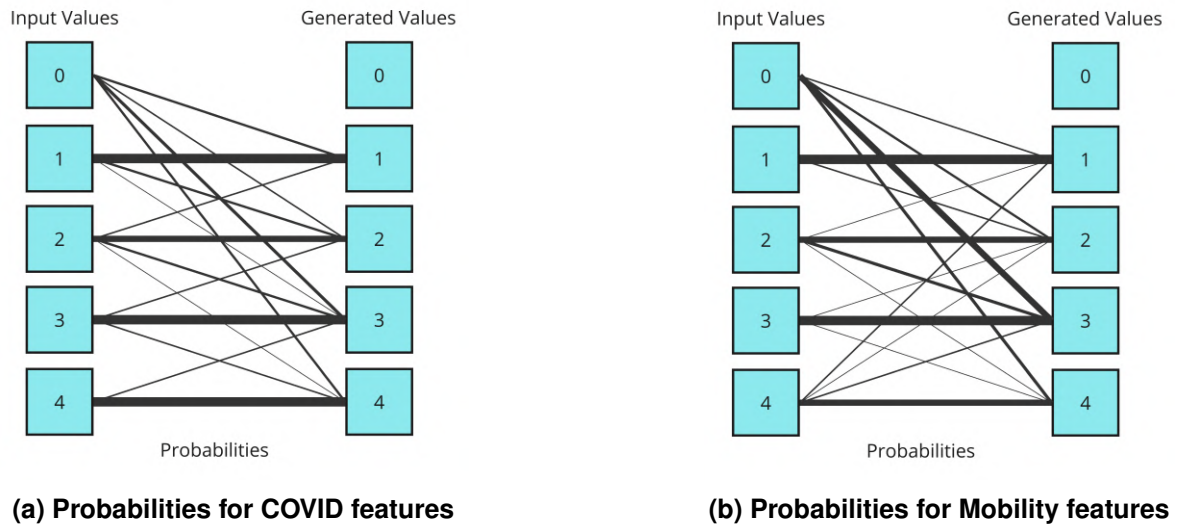 Input Values Generated Values
0 0
1 1
2 2
3 3
4 4
Probabilities
(a) Probabilities for COVID features
Input Values Generated Values
0 0
1 1
2 2
3 3
4 4
Probabilities
(b) Probabilities for Mobility features